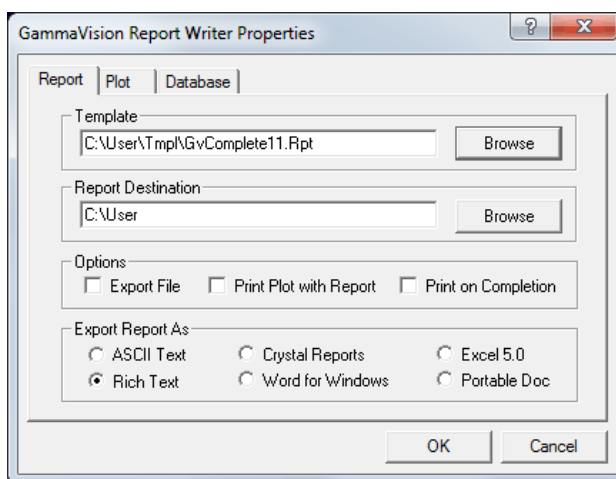 GammaVision Report Writer Properties
?
Report Plot Database
Template
C:\User\Tmpl\GvComplete11.Rpt Browse
Report Destination
C:\User Browse
Options
Export File Print Plot with Report Print on Completion
Export Report As
ASCII Text Crystal Reports Excel 5.0
Rich Text Word for Windows Portable Doc
OK Cancel